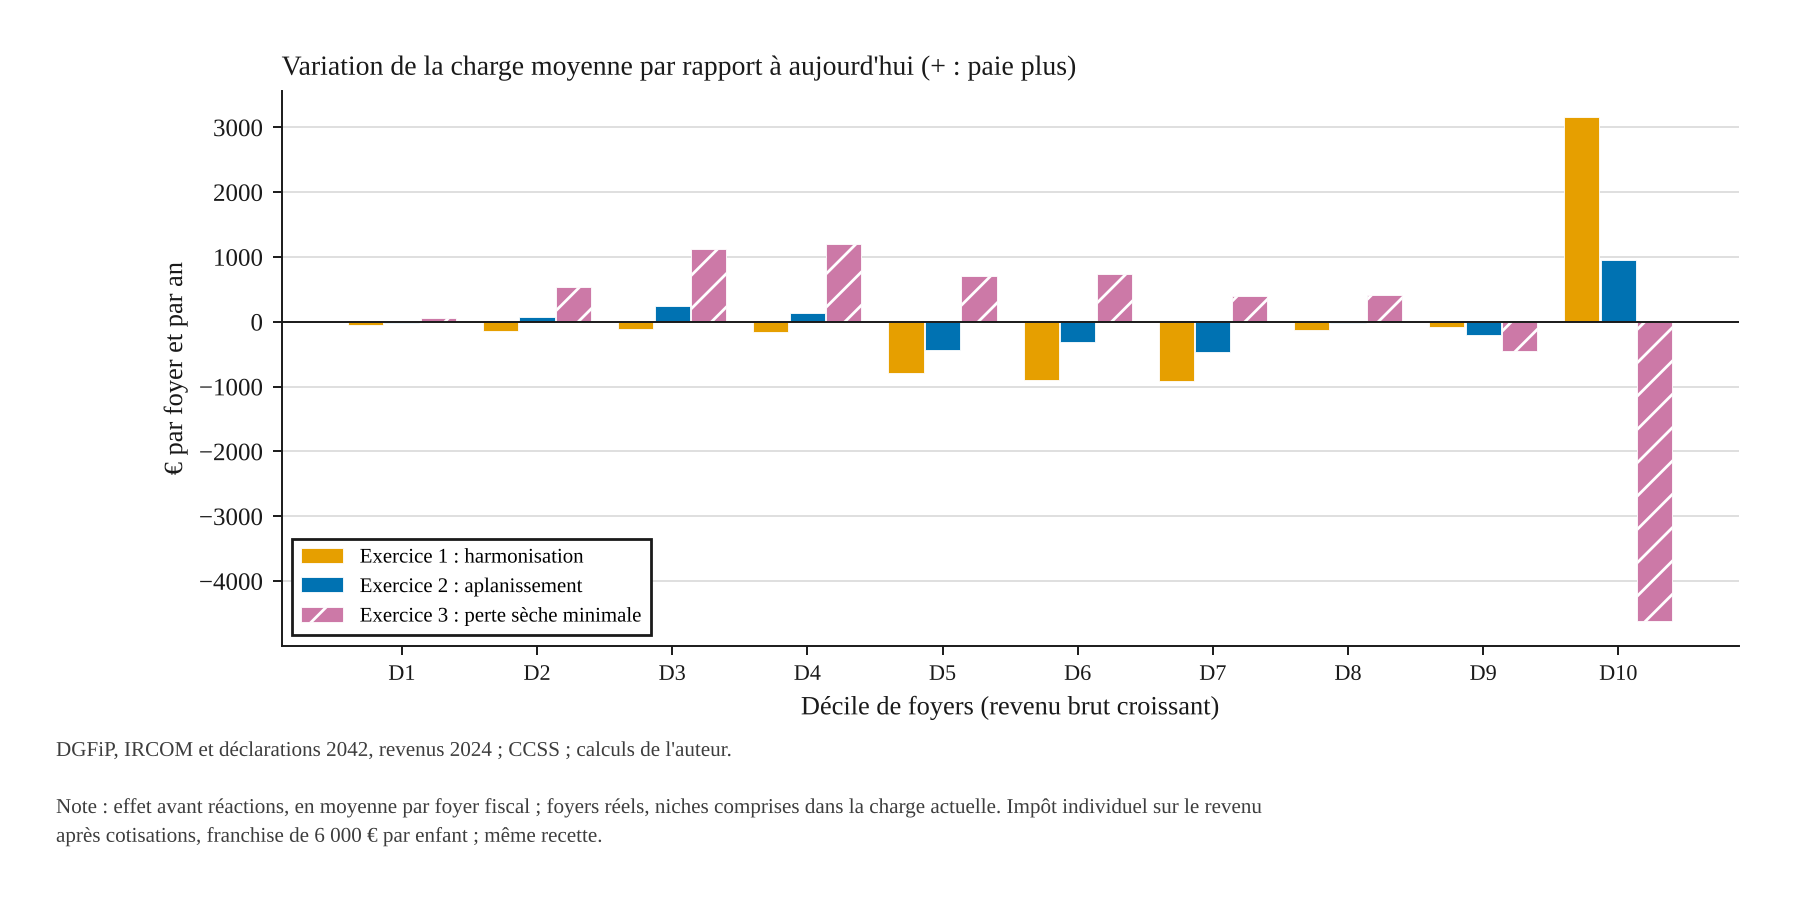 Variation de la charge moyenne par rapport à aujourd'hui (+ : paie plus)
€ par foyer et par an
3000
2000
1000
0
−1000
−2000
−3000
−4000
Exercice 1 : harmonisation
Exercice 2 : aplanissement
Exercice 3 : perte sèche minimale
D1 D2 D3 D4 D5 D6 D7 D8 D9 D10
Décile de foyers (revenu brut croissant)
DGFiP, IRCOM et déclarations 2042, revenus 2024 ; CCSS ; calculs de l'auteur.
Note : effet avant réactions, en moyenne par foyer fiscal ; foyers réels, niches comprises dans la charge actuelle. Impôt individuel sur le revenu
après cotisations, franchise de 6 000 € par enfant ; même recette.